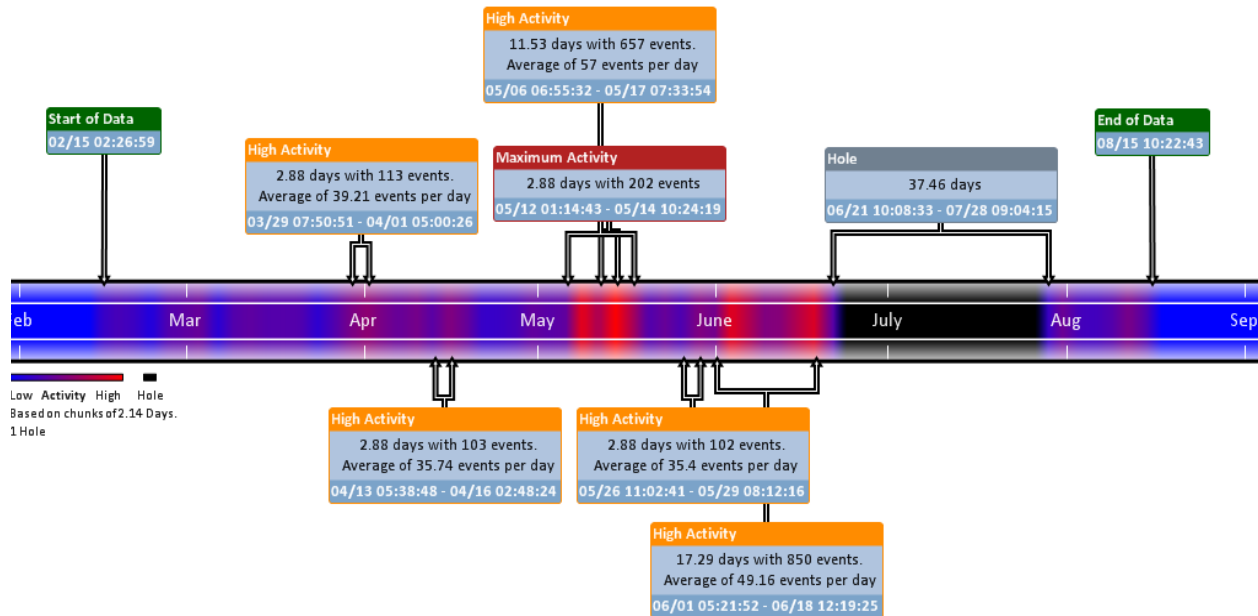 High Activity
11.53 days with 657 events.
Average of 57 events per day
05/06 06:55:32 - 05/17 07:33:54
Start of Data
02/15 02:26:59
End of Data
08/15 10:22:43
High Activity
2.88 days with 113 events.
Average of 39.21 events per day
03/29 07:50:51 - 04/01 05:00:26
Maximum Activity
2.88 days with 202 events
05/12 01:14:43 - 05/14 10:24:19
Hole
37.46 days
06/21 10:08:33 - 07/28 09:04:15
eb Mar Apr May June July Aug Sep
Low Activity High Hole
Based on chunks of 2.14 Days.
1 Hole
High Activity
2.88 days with 103 events.
Average of 35.74 events per day
04/13 05:38:48 - 04/16 02:48:24
High Activity
2.88 days with 102 events.
Average of 35.4 events per day
05/26 11:02:41 - 05/29 08:12:16
High Activity
17.29 days with 850 events.
Average of 49.16 events per day
06/01 05:21:52 - 06/18 12:19:25